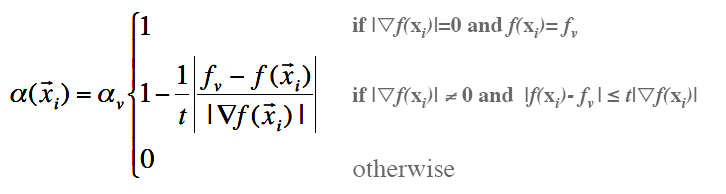 1 if |▽f(xᵢ)|=0 and f(xᵢ)= fᵥ
α(x⃗ᵢ) = αᵥ { 1 − 1/t | (fᵥ − f(x⃗ᵢ)) / |∇f(x⃗ᵢ)| | if |▽f(xᵢ)| ≠ 0 and |f(xᵢ)- fᵥ| ≤ t|▽f(xᵢ)|
0 otherwise